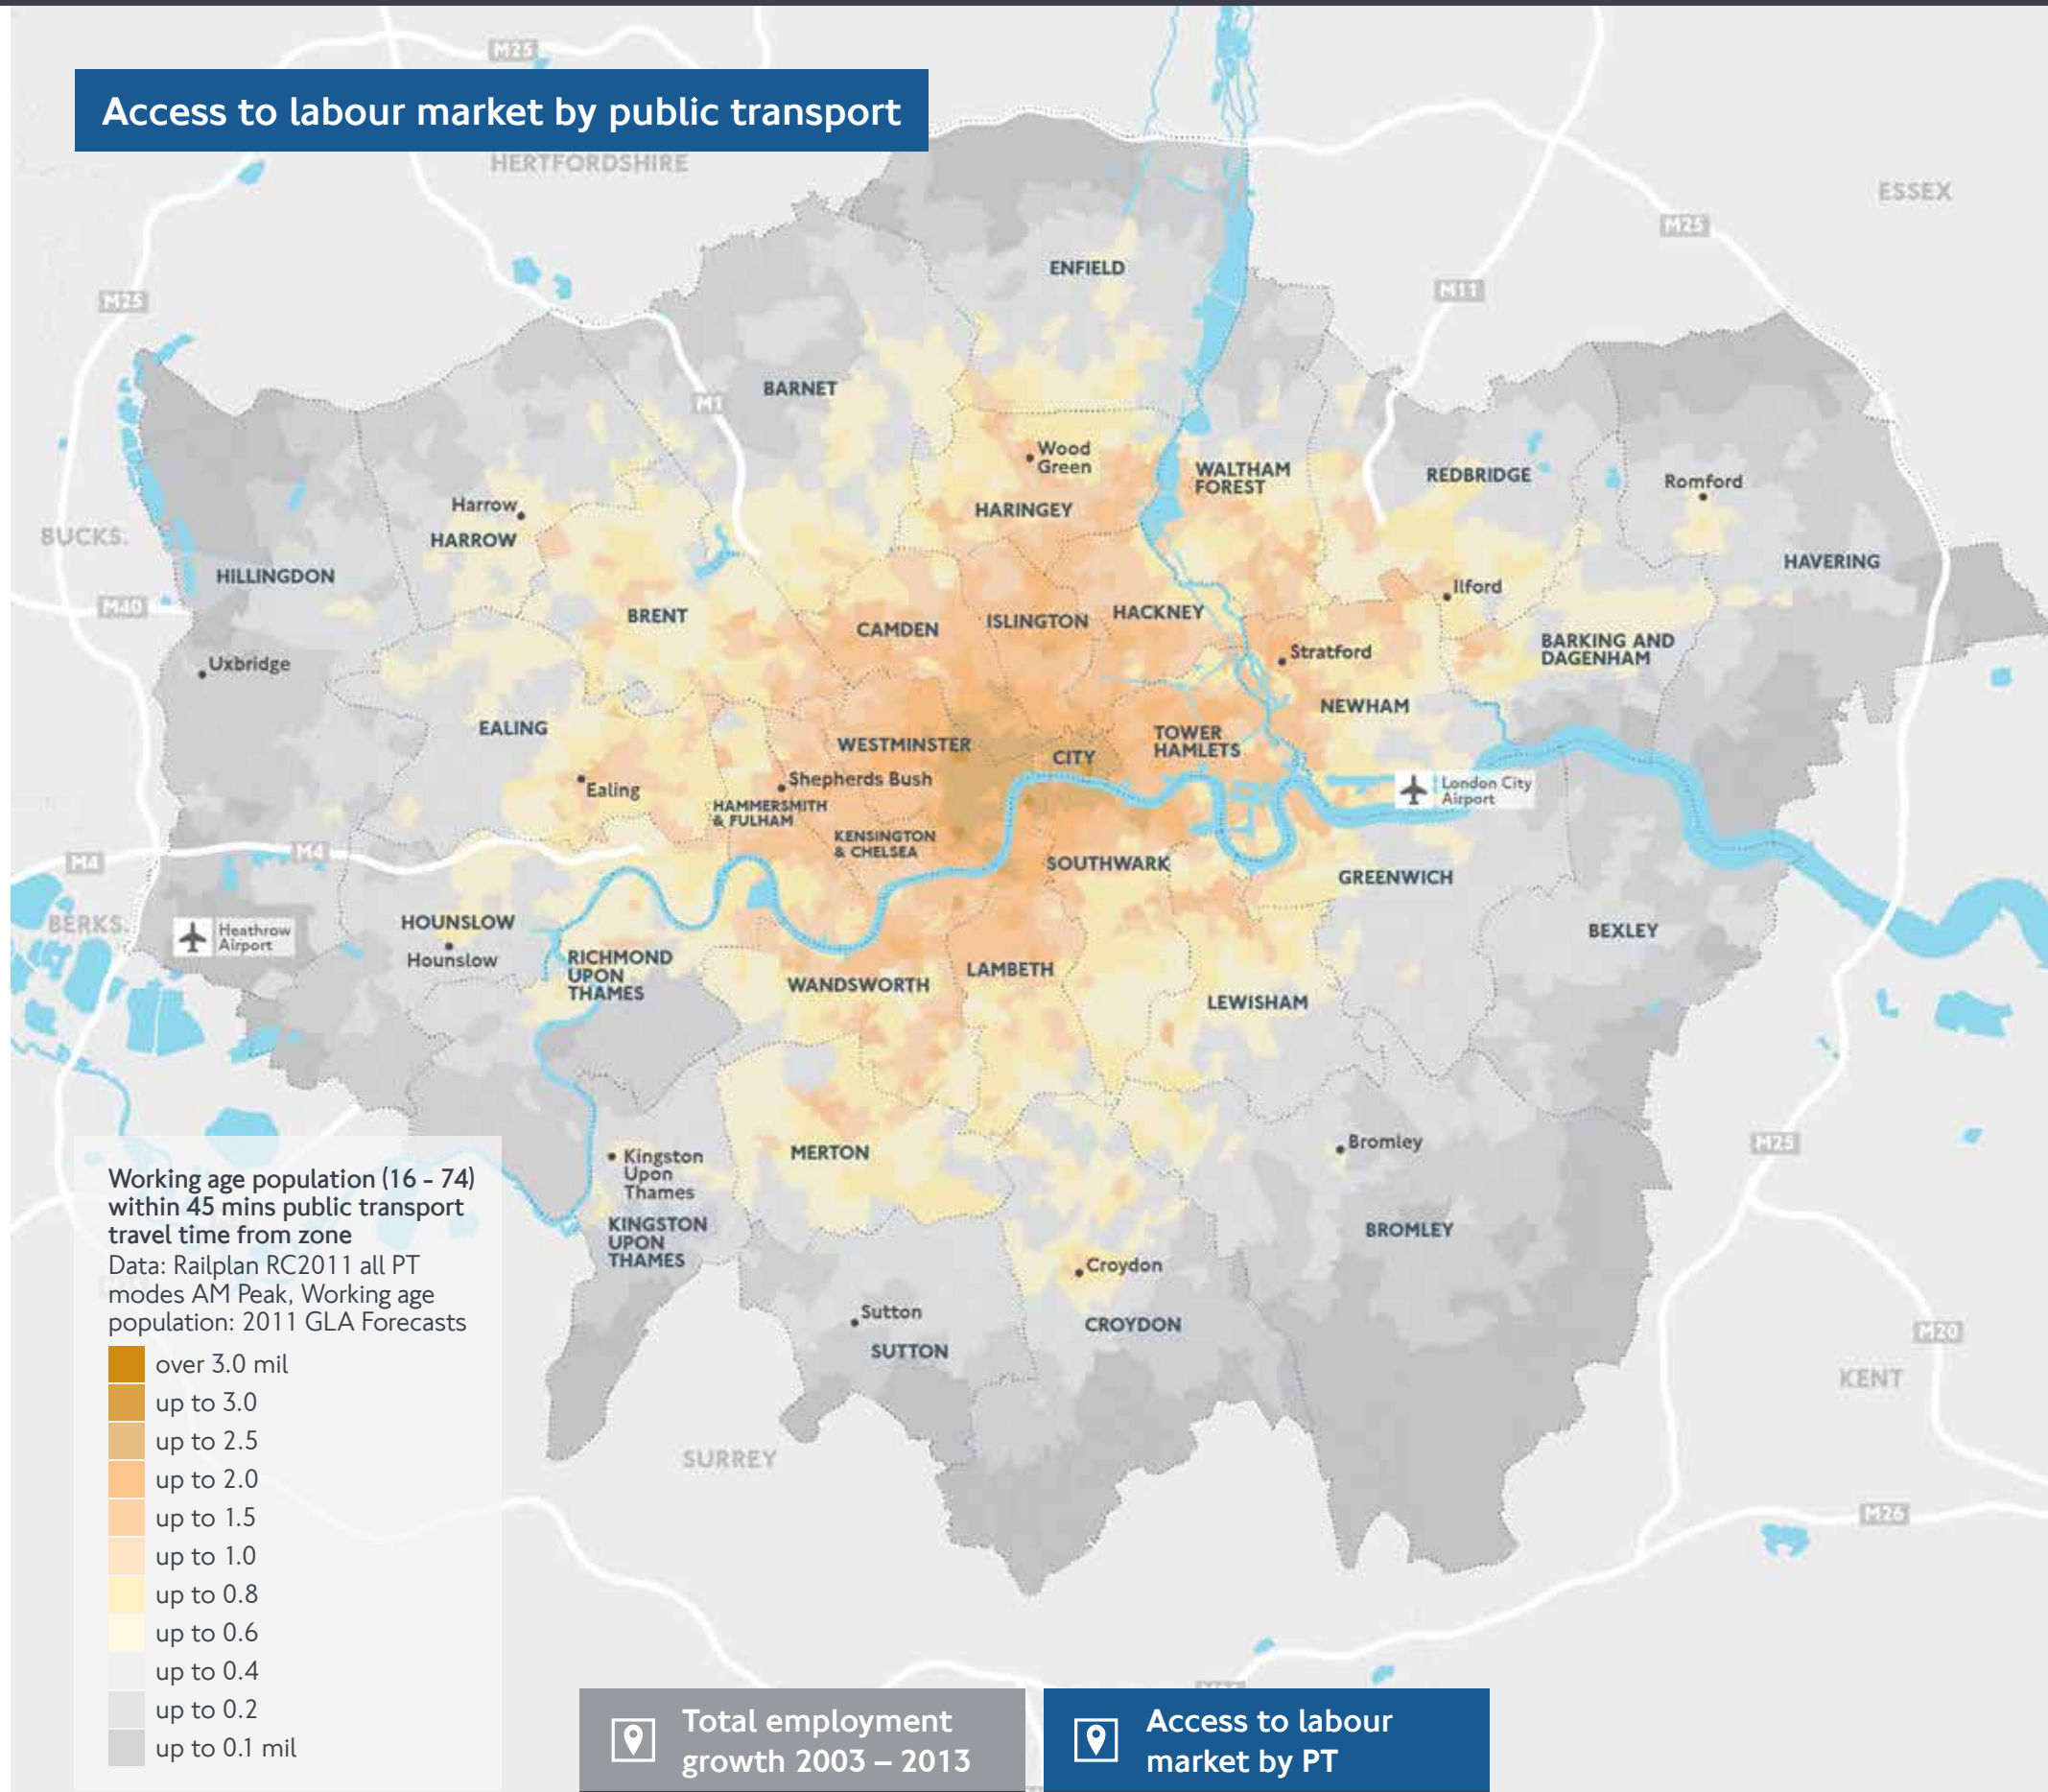 M25
Access to labour market by public transport
HERTFORDSHIRE
ESSEX
M25
ENFIELD
M25
M11
BARNET
M1
Wood
Green
WALTHAM
FOREST
REDBRIDGE
Romford
Harrow
HARINGEY
BUCKS.
HARROW
HAVERING
HILLINGDON
Ilford
M40
BRENT
CAMDEN
ISLINGTON
HACKNEY
Stratford
BARKING AND
DAGENHAM
Uxbridge
NEWHAM
EALING
WESTMINSTER
CITY
TOWER
HAMLETS
Shepherds Bush
Ealing
HAMMERSMITH
& FULHAM
London City
Airport
KENSINGTON
& CHELSEA
M4
M4
SOUTHWARK
GREENWICH
BERKS.
Heathrow
Airport
HOUNSLOW
Hounslow
BEXLEY
RICHMOND
UPON
THAMES
WANDSWORTH
LAMBETH
LEWISHAM
MERTON
Bromley
M25
Kingston
Upon
Thames
KINGSTON
UPON
THAMES
BROMLEY
Croydon
Sutton
CROYDON
SUTTON
M20
KENT
SURREY
M26
Working age population (16 - 74)
within 45 mins public transport
travel time from zone
Data: Railplan RC2011 all PT
modes AM Peak, Working age
population: 2011 GLA Forecasts
over 3.0 mil
up to 3.0
up to 2.5
up to 2.0
up to 1.5
up to 1.0
up to 0.8
up to 0.6
up to 0.4
up to 0.2
up to 0.1 mil
Total employment
growth 2003 – 2013
Access to labour
market by PT